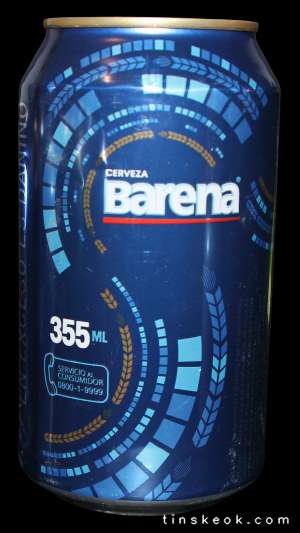 CERVEZA
Barena
355 ML
SERVICIO AL
CONSUMIDOR
0800-1-9999
tinskeok.com